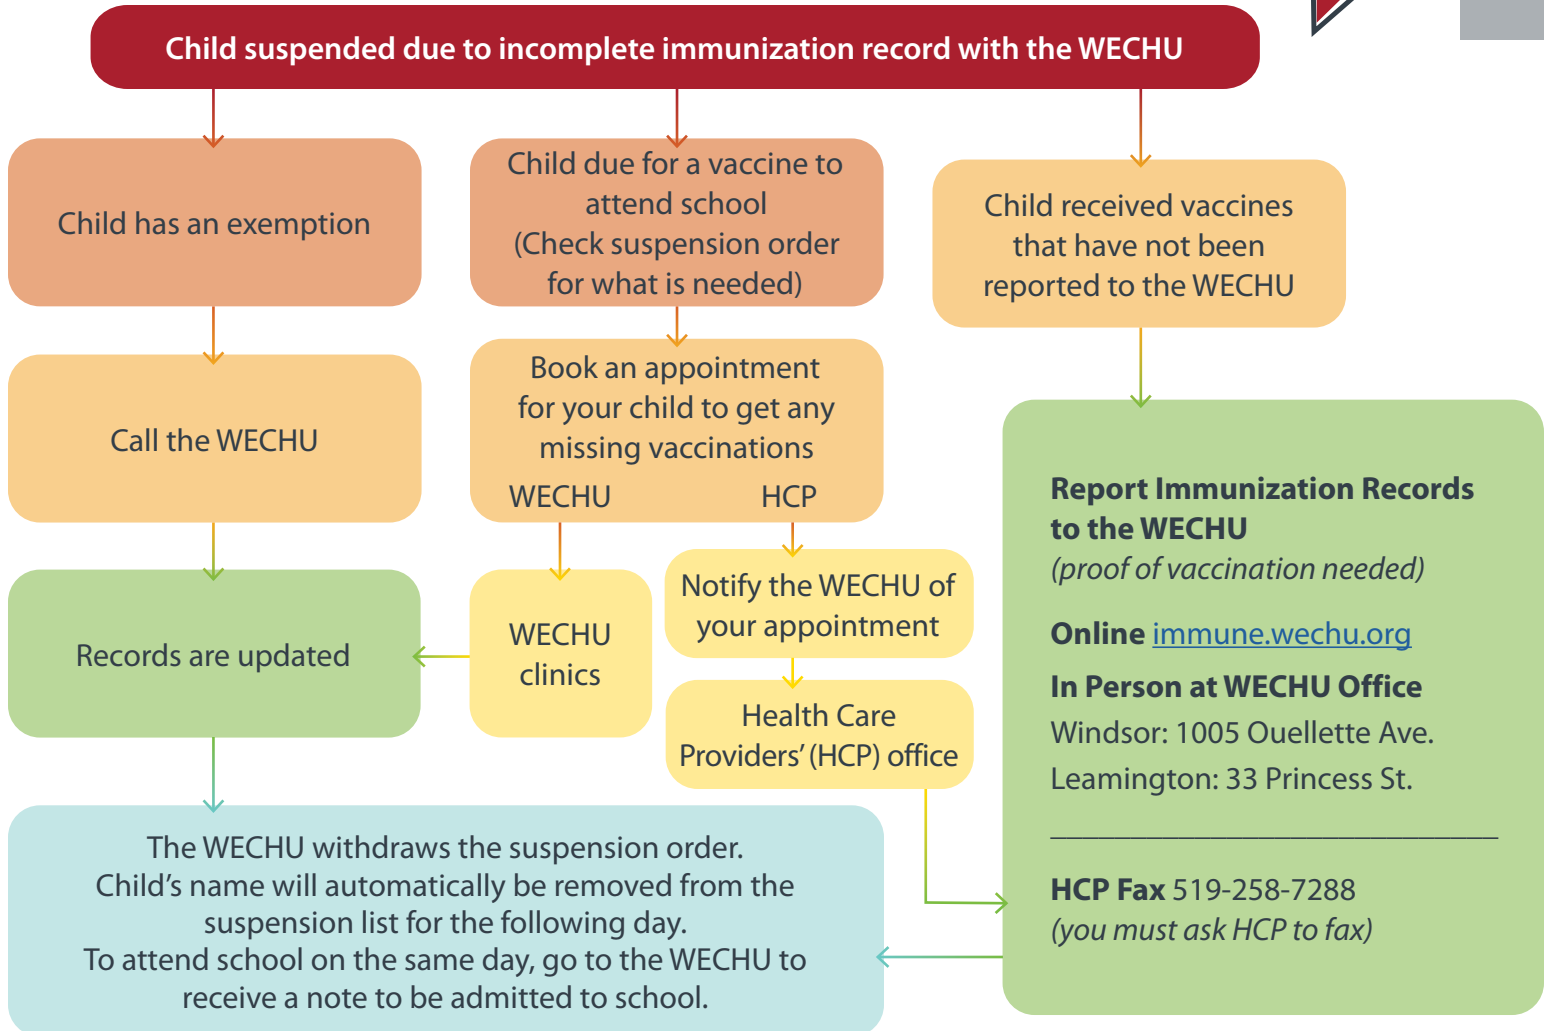 Child suspended due to incomplete immunization record with the WECHU
Child has an exemption
Child due for a vaccine to
attend school
(Check suspension order
for what is needed)
Child received vaccines
that have not been
reported to the WECHU
Call the WECHU
Book an appointment
for your child to get any
missing vaccinations
WECHU HCP
Records are updated
WECHU
clinics
Notify the WECHU of
your appointment
Health Care
Providers’ (HCP) office
Report Immunization Records
to the WECHU
(proof of vaccination needed)
Online immune.wechu.org
In Person at WECHU Office
Windsor: 1005 Ouellette Ave.
Leamington: 33 Princess St.
HCP Fax 519-258-7288
(you must ask HCP to fax)
The WECHU withdraws the suspension order.
Child’s name will automatically be removed from the
suspension list for the following day.
To attend school on the same day, go to the WECHU to
receive a note to be admitted to school.